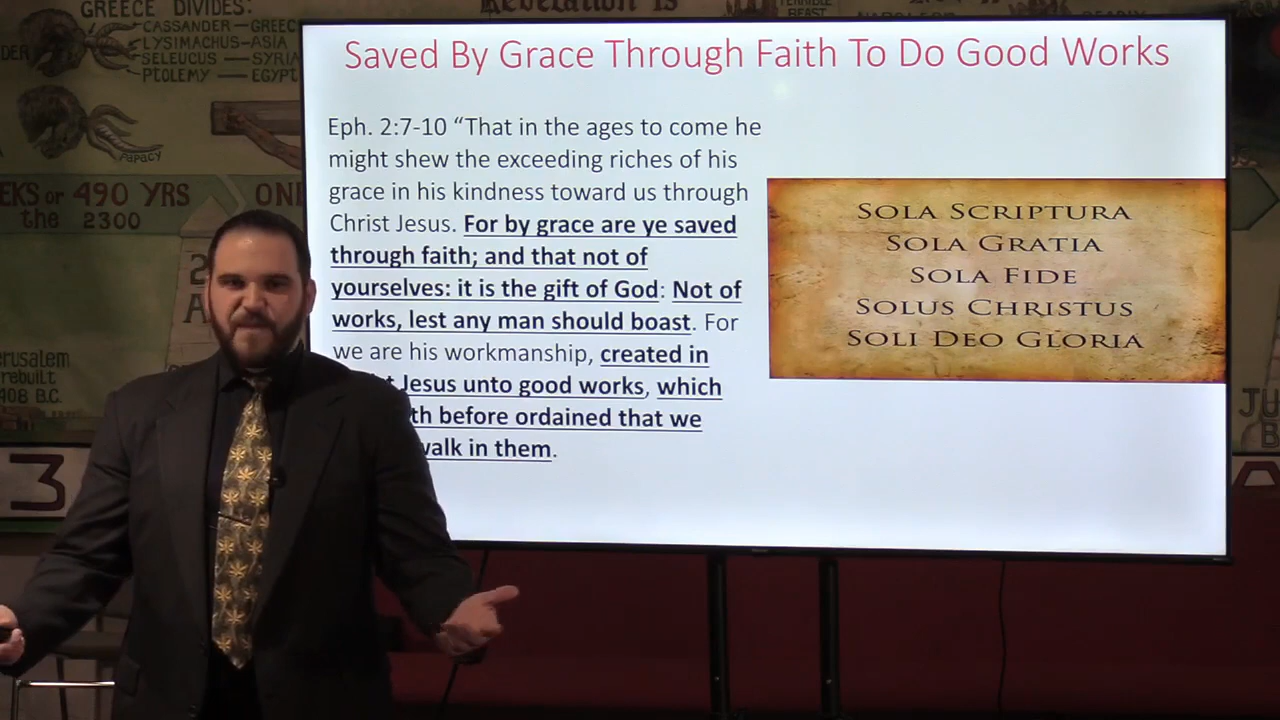 GREECE DIVIDES:
CASSANDER — GREEC
LYSIMACHUS — ASIA
SELEUCUS — SYRIA
PTOLEMY — EGYPT
PAPACY
Revelation is
BEAST
EKS or 490 YRS
the 2300
ON
erusalem
rebuilt
408 B.C.
3
Saved By Grace Through Faith To Do Good Works
Eph. 2:7-10 “That in the ages to come he
might shew the exceeding riches of his
grace in his kindness toward us through
Christ Jesus. For by grace are ye saved
through faith; and that not of
yourselves: it is the gift of God: Not of
works, lest any man should boast. For
we are his workmanship, created in
Jesus unto good works, which
th before ordained that we
walk in them.
SOLA SCRIPTURA
SOLA GRATIA
SOLA FIDE
SOLUS CHRISTUS
SOLI DEO GLORIA
JU